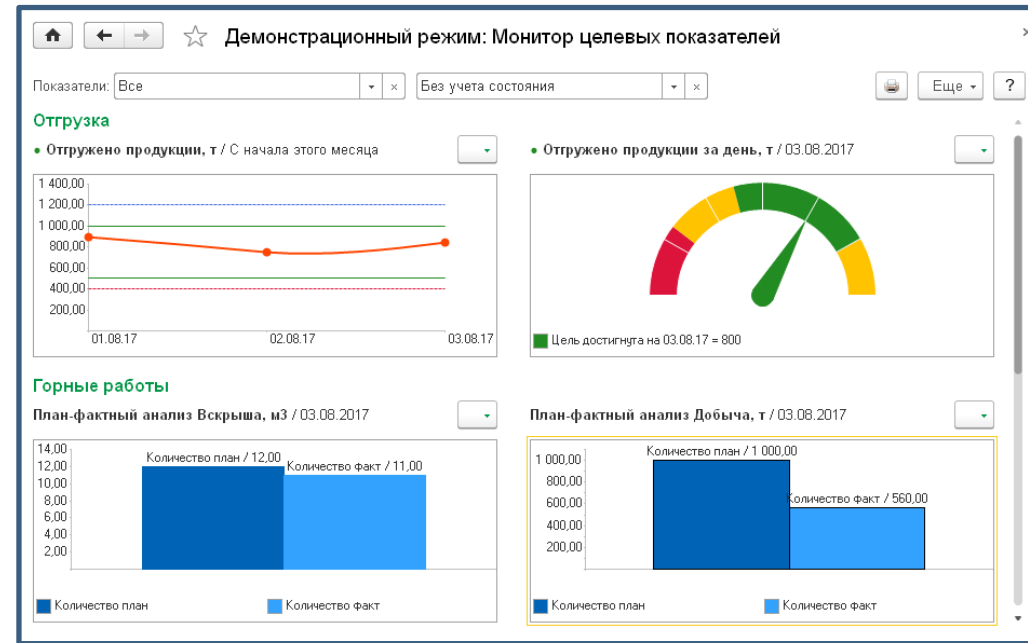 Демонстрационный режим: Монитор целевых показателей
Показатели: Все Без учета состояния Еще ?
Отгрузка
Отгружено продукции, т / С начала этого месяца
1 400,00
1 200,00
1 000,00
800,00
600,00
400,00
200,00
01.08.17 02.08.17 03.08.17
Отгружено продукции за день, т / 03.08.2017
Цель достигнута на 03.08.17 = 800
Горные работы
План-фактный анализ Вскрыша, м3 / 03.08.2017
14,00
12,00
10,00
8,00
6,00
4,00
2,00
Количество план / 12,00
Количество факт / 11,00
Количество план Количество факт
План-фактный анализ Добыча, т / 03.08.2017
1 000,00
800,00
600,00
400,00
200,00
Количество план / 1 000,00
Количество факт / 560,00
Количество план Количество факт